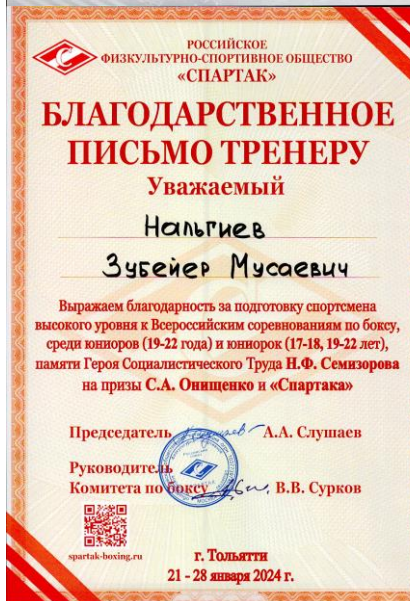 РОССИЙСКОЕ
ФИЗКУЛЬТУРНО-СПОРТИВНОЕ ОБЩЕСТВО
«СПАРТАК»
БЛАГОДАРСТВЕННОЕ
ПИСЬМО ТРЕНЕРУ
Уважаемый
Нальгиев
Зубейер Мусаевич
Выражаем благодарность за подготовку спортсмена
высокого уровня к Всероссийским соревнованиям по боксу,
среди юниоров (19-22 года) и юниорок (17-18, 19-22 лет),
памяти Героя Социалистического Труда Н.Ф. Семизорова
на призы С.А. Онищенко и «Спартака»
Председатель А.А. Слушаев
Руководитель
Комитета по боксу В.В. Сурков
spartak-boxing.ru
г. Тольятти
21 - 28 января 2024 г.